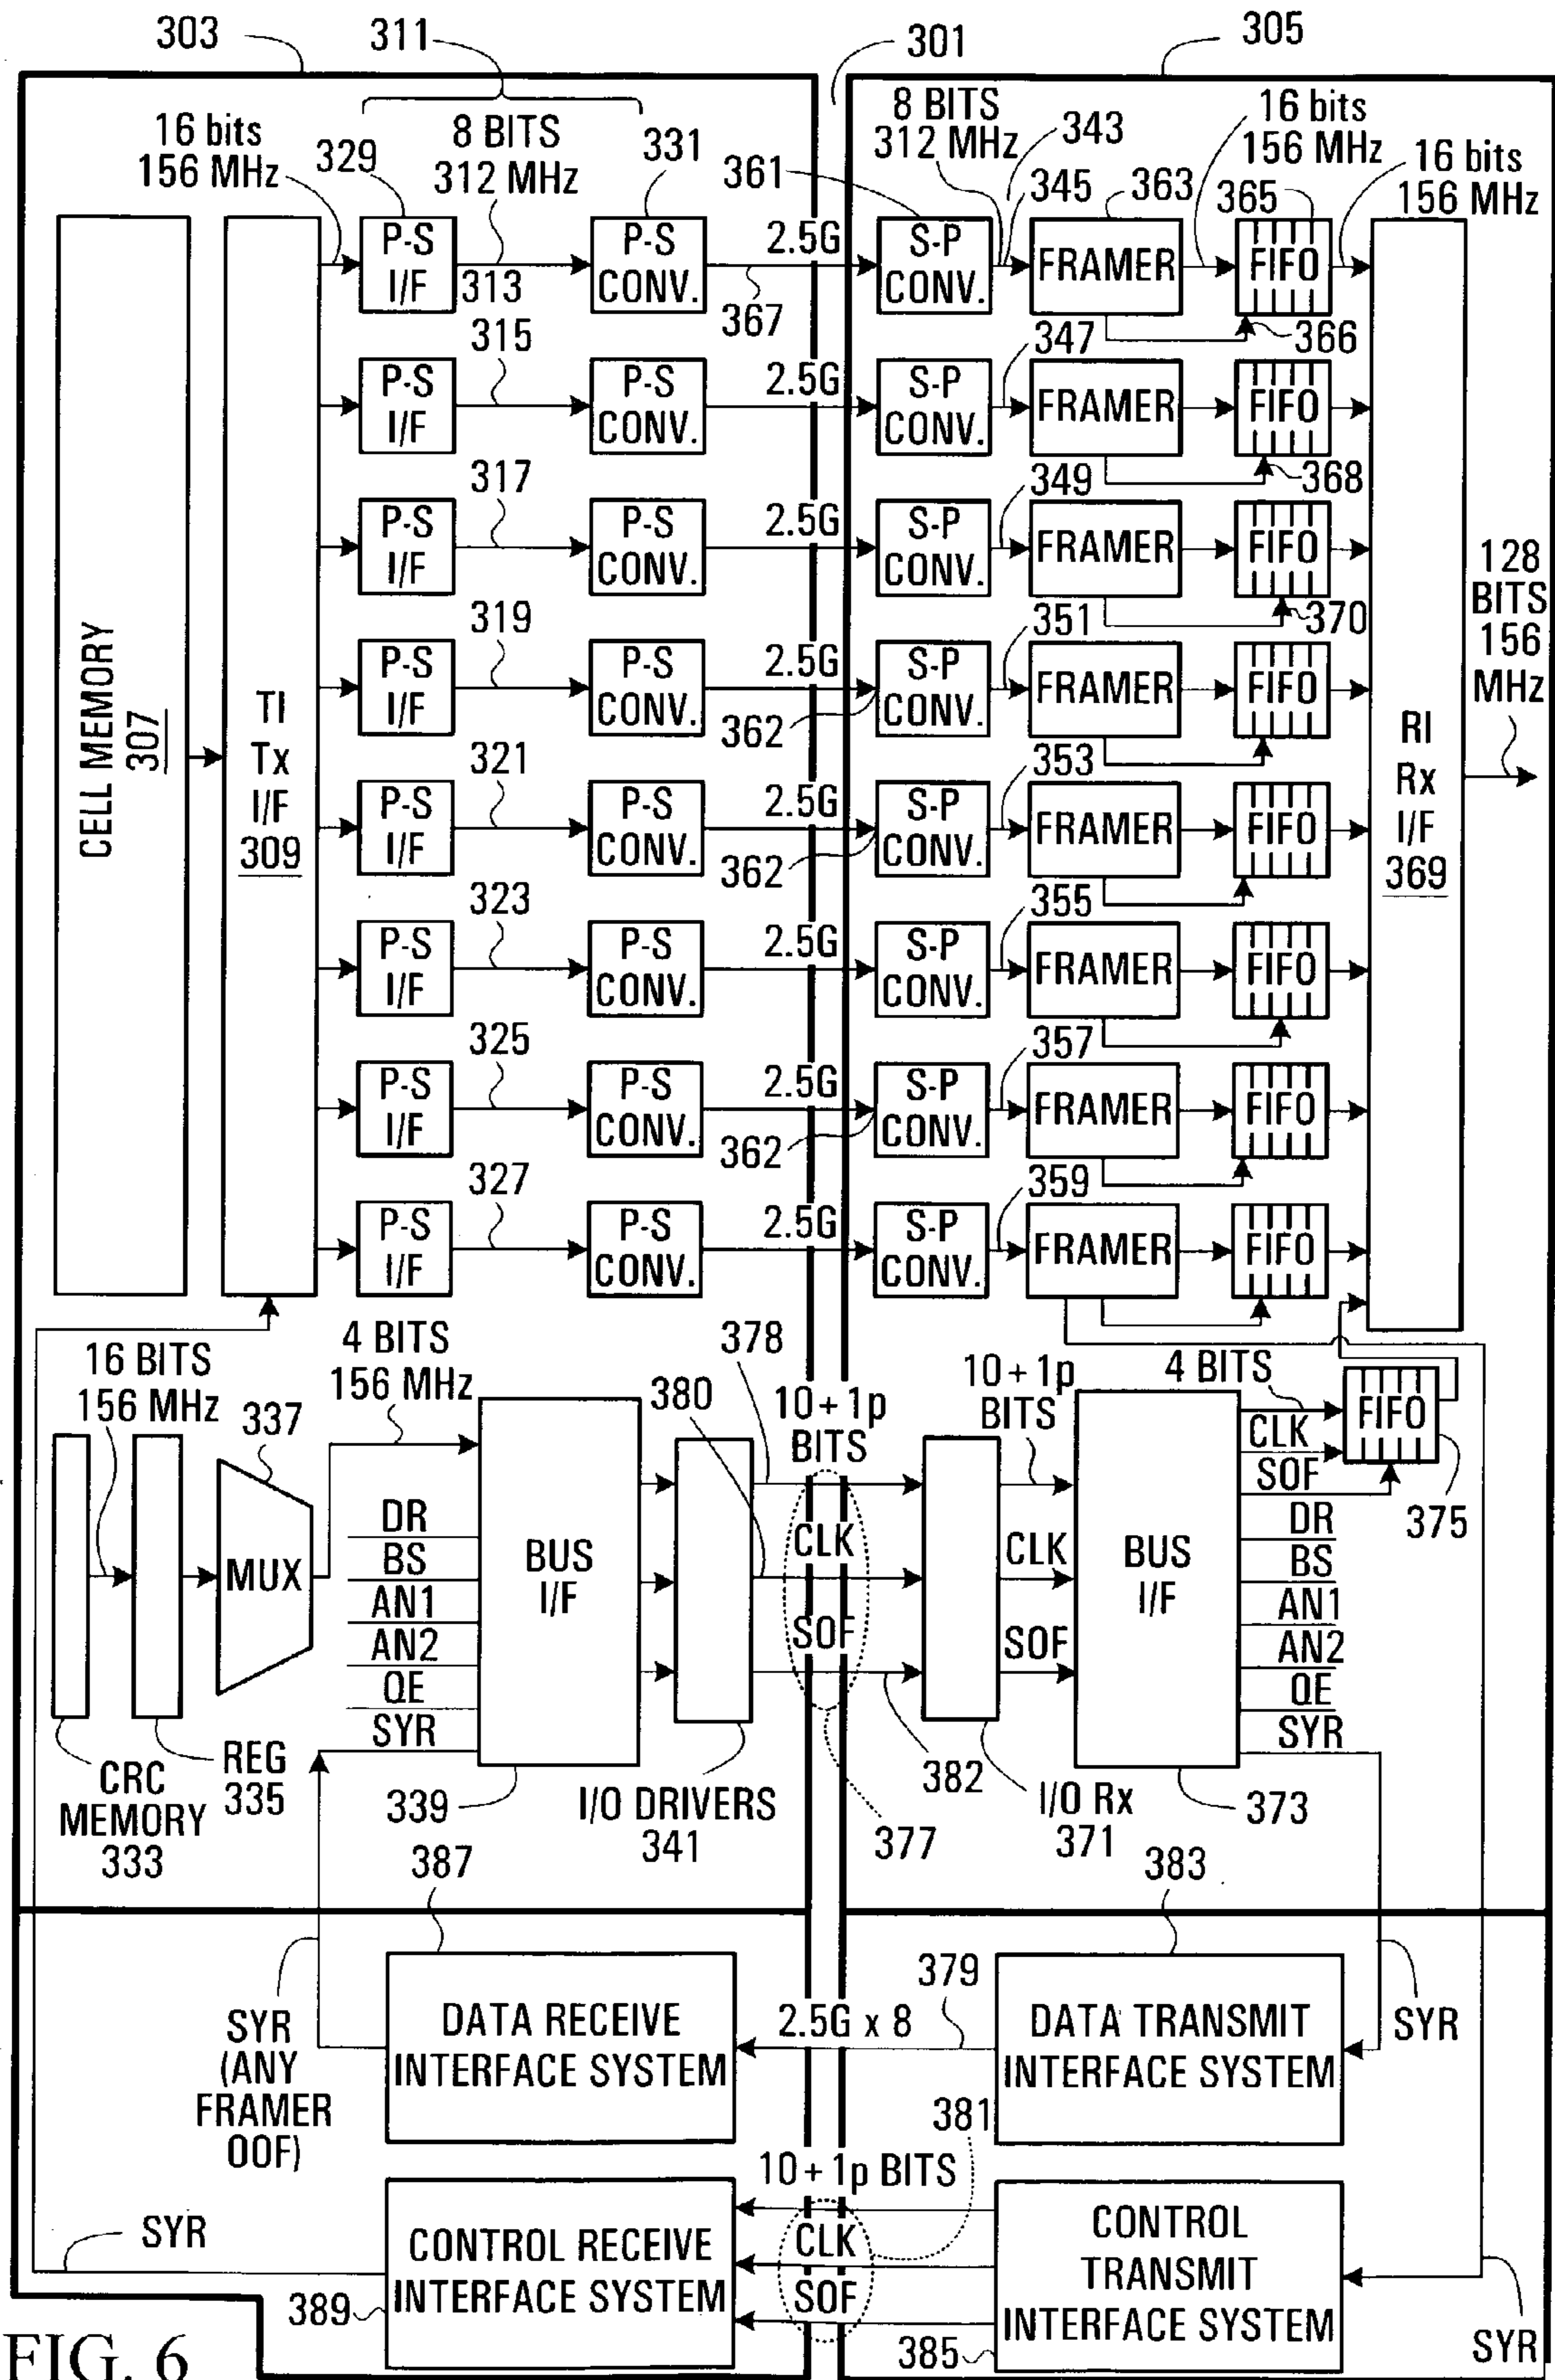 303
311
301
305
16 bits
156 MHz
329
8 BITS
312 MHz
331
361
8 BITS
312 MHz
343
345
363
16 bits
156 MHz
365
16 bits
156 MHz
P-S
I/F
313
P-S
CONV.
2.5G
367
S-P
CONV.
FRAMER
FIFO
366
315
P-S
I/F
P-S
CONV.
2.5G
S-P
CONV.
347
FRAMER
FIFO
368
317
P-S
I/F
P-S
CONV.
2.5G
S-P
CONV.
349
FRAMER
FIFO
370
128
BITS
156
MHz
319
P-S
I/F
P-S
CONV.
2.5G
362
S-P
CONV.
351
FRAMER
FIFO
CELL MEMORY
307
TI
Tx
I/F
309
RI
Rx
I/F
369
321
P-S
I/F
P-S
CONV.
2.5G
362
S-P
CONV.
353
FRAMER
FIFO
323
P-S
I/F
P-S
CONV.
2.5G
S-P
CONV.
355
FRAMER
FIFO
325
P-S
I/F
P-S
CONV.
2.5G
362
S-P
CONV.
357
FRAMER
FIFO
327
P-S
I/F
P-S
CONV.
2.5G
S-P
CONV.
359
FRAMER
FIFO
16 BITS
156 MHz
337
4 BITS
156 MHz
380
378
10+1p
BITS
10+1p
BITS
4 BITS
CLK
SOF
FIFO
375
MUX
DR
BS
AN1
AN2
QE
SYR
BUS
I/F
CLK
SOF
CLK
SOF
BUS
I/F
DR
BS
AN1
AN2
QE
SYR
CRC
MEMORY
333
REG
335
339
I/O DRIVERS
341
377
382
I/O Rx
371
373
387
383
SYR
(ANY
FRAMER
OOF)
DATA RECEIVE
INTERFACE SYSTEM
379
2.5G x 8
DATA TRANSMIT
INTERFACE SYSTEM
SYR
381
10+1p BITS
SYR
CONTROL RECEIVE
INTERFACE SYSTEM
389
CLK
SOF
CONTROL
TRANSMIT
INTERFACE SYSTEM
385
SYR
FIG. 6